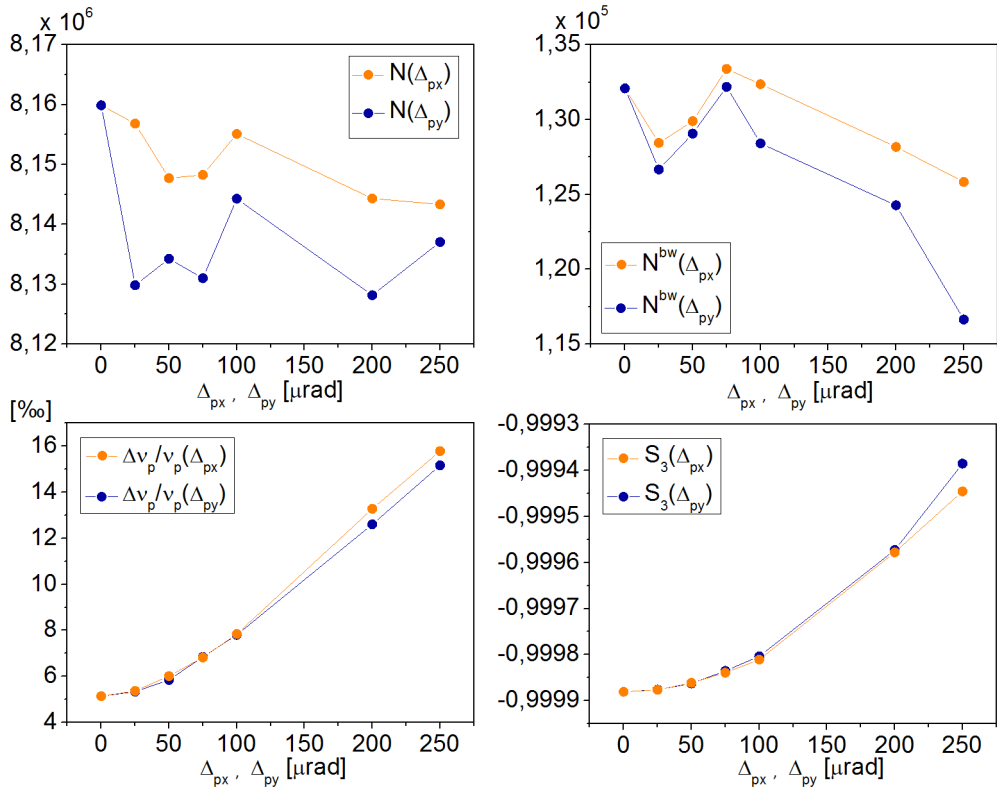 x 10⁶
8,17
8,16
8,15
8,14
8,13
8,12
N(Δpx)
N(Δpy)
0 50 100 150 200 250
Δpx , Δpy [μrad]
x 10⁵
1,35
1,30
1,25
1,20
1,15
N^bw(Δpx)
N^bw(Δpy)
0 50 100 150 200 250
Δpx , Δpy [μrad]
[‰]
16
14
12
10
8
6
4
Δνp/νp(Δpx)
Δνp/νp(Δpy)
0 50 100 150 200 250
Δpx , Δpy [μrad]
-0,9993
-0,9994
-0,9995
-0,9996
-0,9997
-0,9998
-0,9999
S₃(Δpx)
S₃(Δpy)
0 50 100 150 200 250
Δpx , Δpy [μrad]